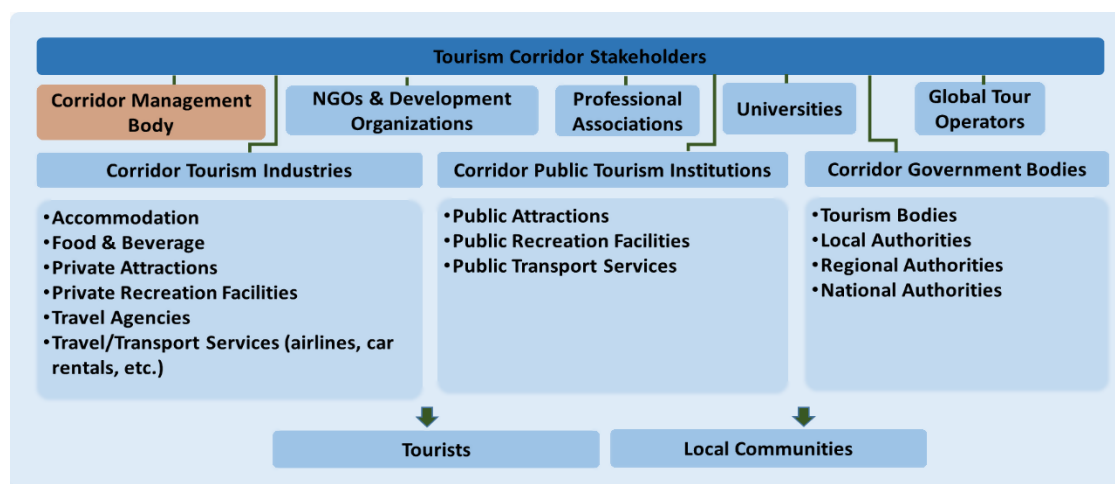 Tourism Corridor Stakeholders
Corridor Management
Body
NGOs & Development
Organizations
Professional
Associations
Universities
Global Tour
Operators
Corridor Tourism Industries
•Accommodation
•Food & Beverage
•Private Attractions
•Private Recreation Facilities
•Travel Agencies
•Travel/Transport Services (airlines, car
rentals, etc.)
Corridor Public Tourism Institutions
•Public Attractions
•Public Recreation Facilities
•Public Transport Services
Corridor Government Bodies
•Tourism Bodies
•Local Authorities
•Regional Authorities
•National Authorities
Tourists
Local Communities